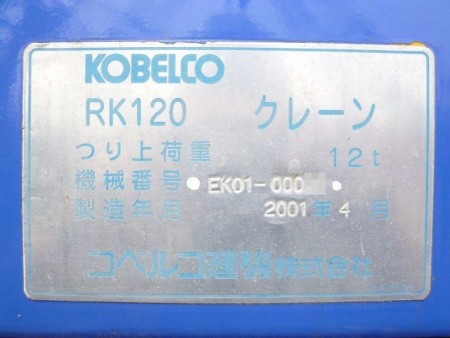 KOBELCO
RK120 クレーン
つり上荷重 12t
機械番号 EK01-000
製造年月 2001年4月
コベルコ建機株式会社